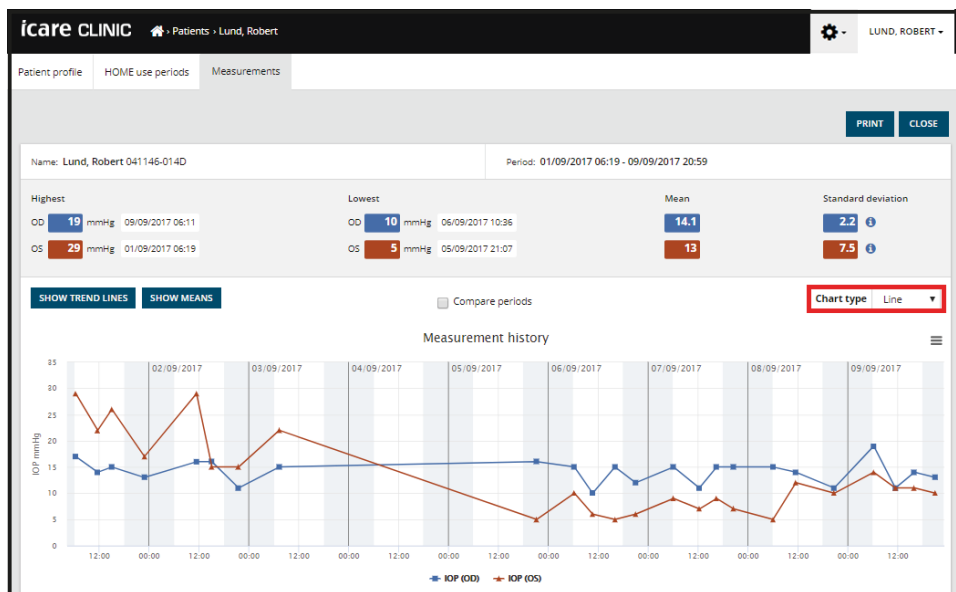 icare CLINIC › Patients › Lund, Robert LUND, ROBERT
Patient profile HOME use periods Measurements
PRINT CLOSE
Name: Lund, Robert 041146-014D Period: 01/09/2017 06:19 - 09/09/2017 20:59
Highest Lowest Mean Standard deviation
OD 19 mmHg 09/09/2017 06:11 OD 10 mmHg 06/09/2017 10:36 14.1 2.2 i
OS 29 mmHg 01/09/2017 06:19 OS 5 mmHg 05/09/2017 21:07 13 7.5 i
SHOW TREND LINES SHOW MEANS Compare periods Chart type Line
Measurement history
35 02/09/2017 03/09/2017 04/09/2017 05/09/2017 06/09/2017 07/09/2017 08/09/2017 09/09/2017
30
25
20
15
10
5
0
IOP mmHg
12:00 00:00 12:00 00:00 12:00 00:00 12:00 00:00 12:00 00:00 12:00 00:00 12:00 00:00 12:00 00:00 12:00
IOP (OD) IOP (OS)